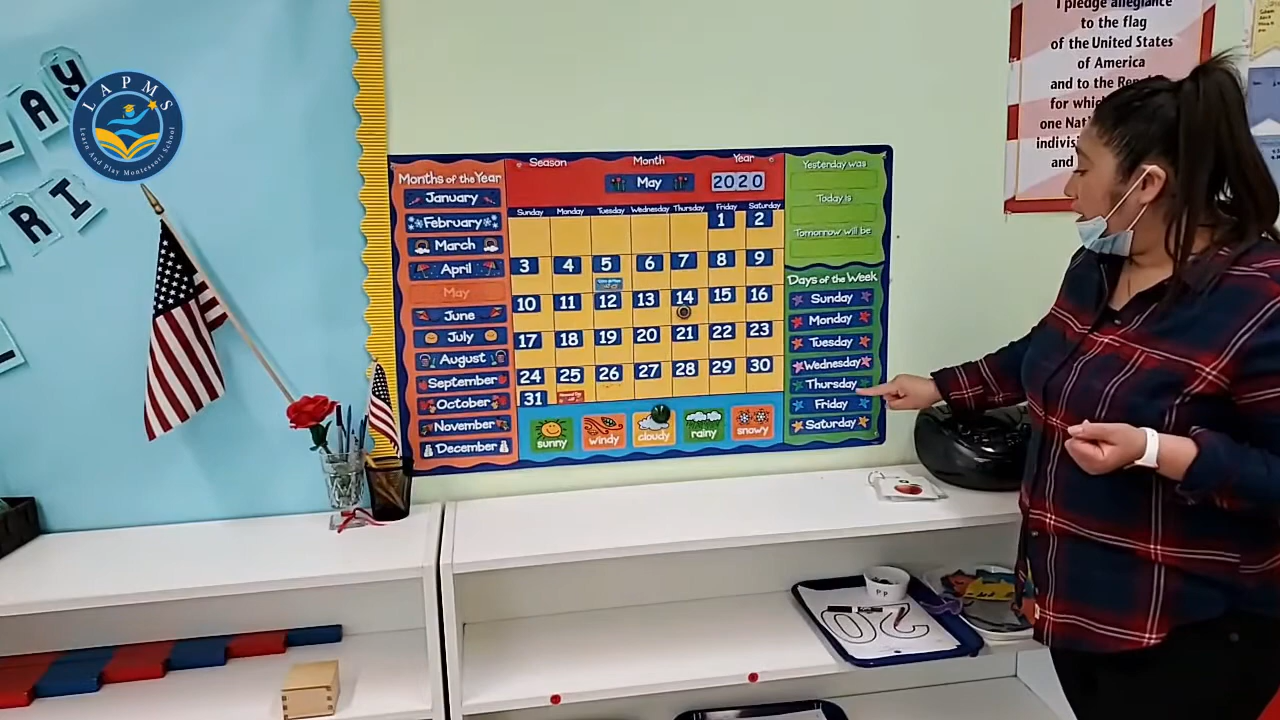 AY
RI
LAPMS
Learn And Play Montessori School
Months of the Year
January
February
March
April
May
June
July
August
September
October
November
December
Season Month Year
May 2020
Sunday Monday Tuesday Wednesday Thursday Friday Saturday
1 2
3 4 5 6 7 8 9
10 11 12 13 14 15 16
17 18 19 20 21 22 23
24 25 26 27 28 29 30
31
sunny windy cloudy rainy snowy
Yesterday was
Today is
Tomorrow will be
Days of the Week
Sunday
Monday
Tuesday
Wednesday
Thursday
Friday
Saturday
I pledge allegiance
to the flag
of the United States
of America
and to the Rep
for whic
one Nat
indivis
and
PP